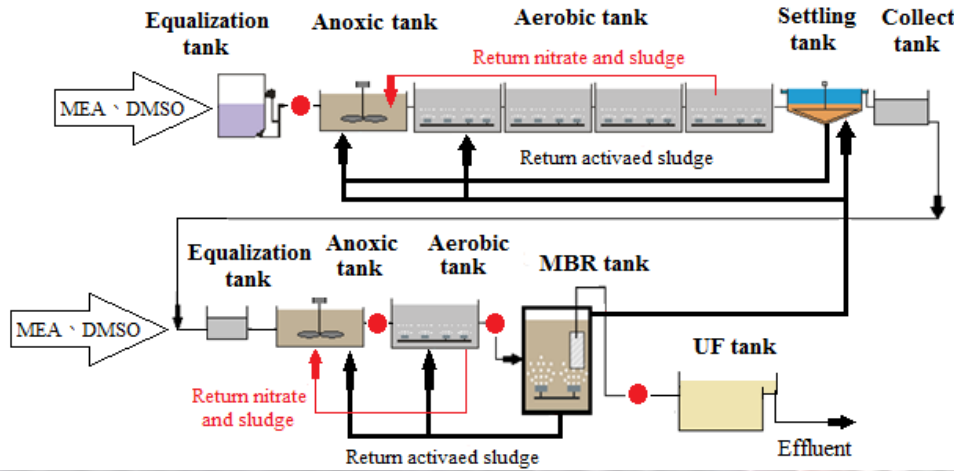 Equalization
tank
Anoxic tank
Aerobic tank
Settling
tank
Collect
tank
Return nitrate and sludge
MEA、DMSO
Return activaed sludge
Equalization
tank
Anoxic
tank
Aerobic
tank
MBR tank
MEA、DMSO
UF tank
Return nitrate
and sludge
Effluent
Return activaed sludge